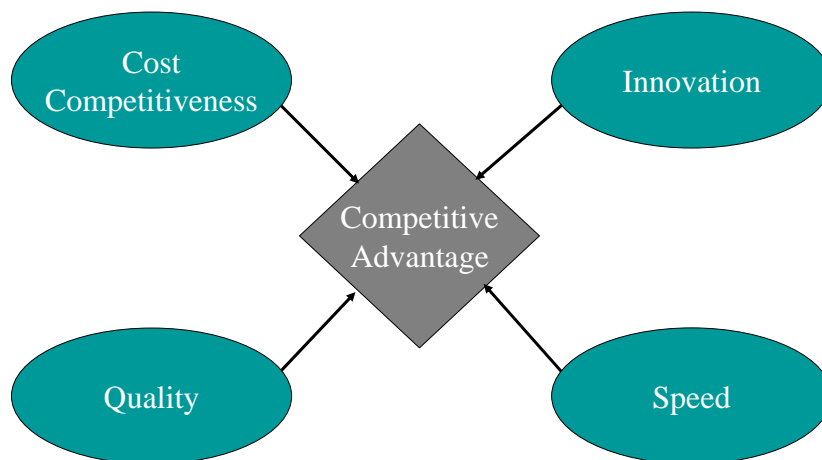 Cost
Competitiveness
Innovation
Competitive
Advantage
Quality
Speed